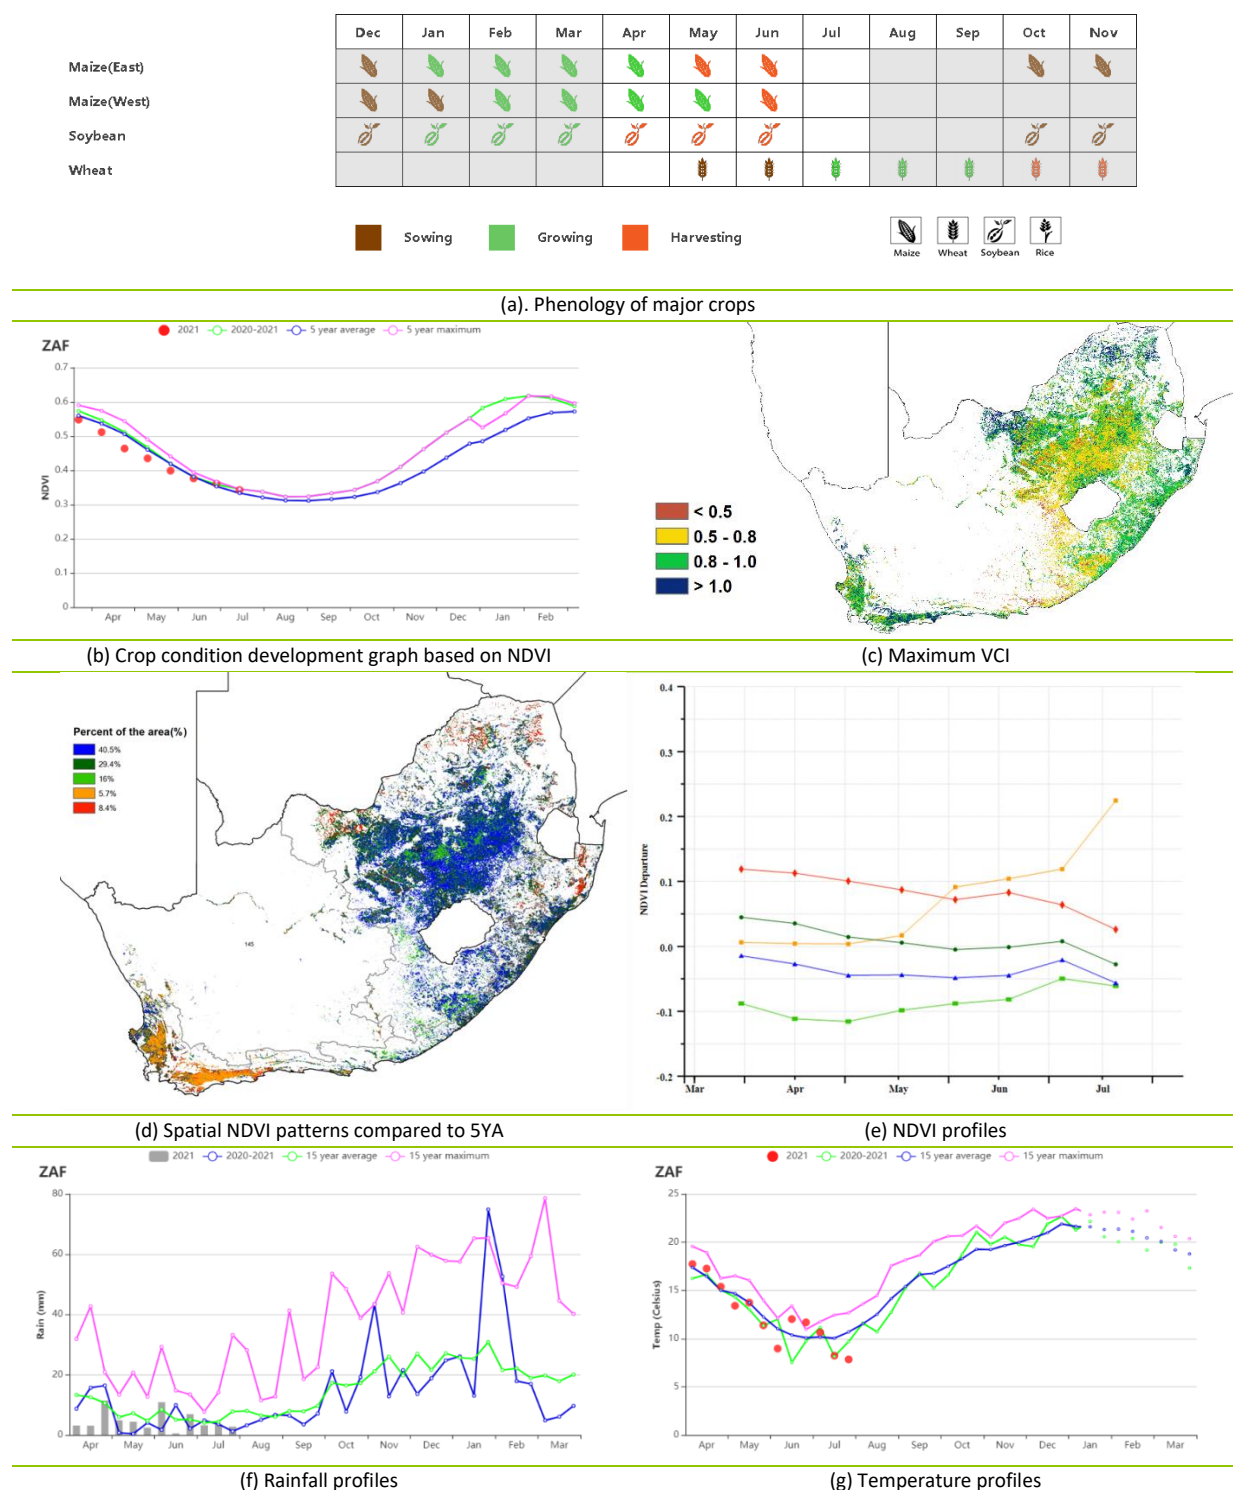 Dec Jan Feb Mar Apr May Jun Jul Aug Sep Oct Nov
Maize(East)
Maize(West)
Soybean
Wheat
Sowing Growing Harvesting
Maize Wheat Soybean Rice
(a). Phenology of major crops
2021 2020-2021 5 year average 5 year maximum
ZAF
NDVI
0.7
0.6
0.5
0.4
0.3
0.2
0.1
0
Apr May Jun Jul Aug Sep Oct Nov Dec Jan Feb
< 0.5
0.5 - 0.8
0.8 - 1.0
> 1.0
(b) Crop condition development graph based on NDVI
(c) Maximum VCI
Percent of the area(%)
40.5%
29.4%
16%
5.7%
8.4%
145
NDVI Departure
0.4
0.3
0.2
0.1
0.0
-0.1
-0.2
Mar Apr May Jun Jul
(d) Spatial NDVI patterns compared to 5YA
(e) NDVI profiles
2021 2020-2021 15 year average 15 year maximum
ZAF
Rain (mm)
80
60
40
20
0
Apr May Jun Jul Aug Sep Oct Nov Dec Jan Feb Mar
2021 2020-2021 15 year average 15 year maximum
ZAF
Temp (Celsius)
25
20
15
10
5
0
Apr May Jun Jul Aug Sep Oct Nov Dec Jan Feb Mar
(f) Rainfall profiles
(g) Temperature profiles